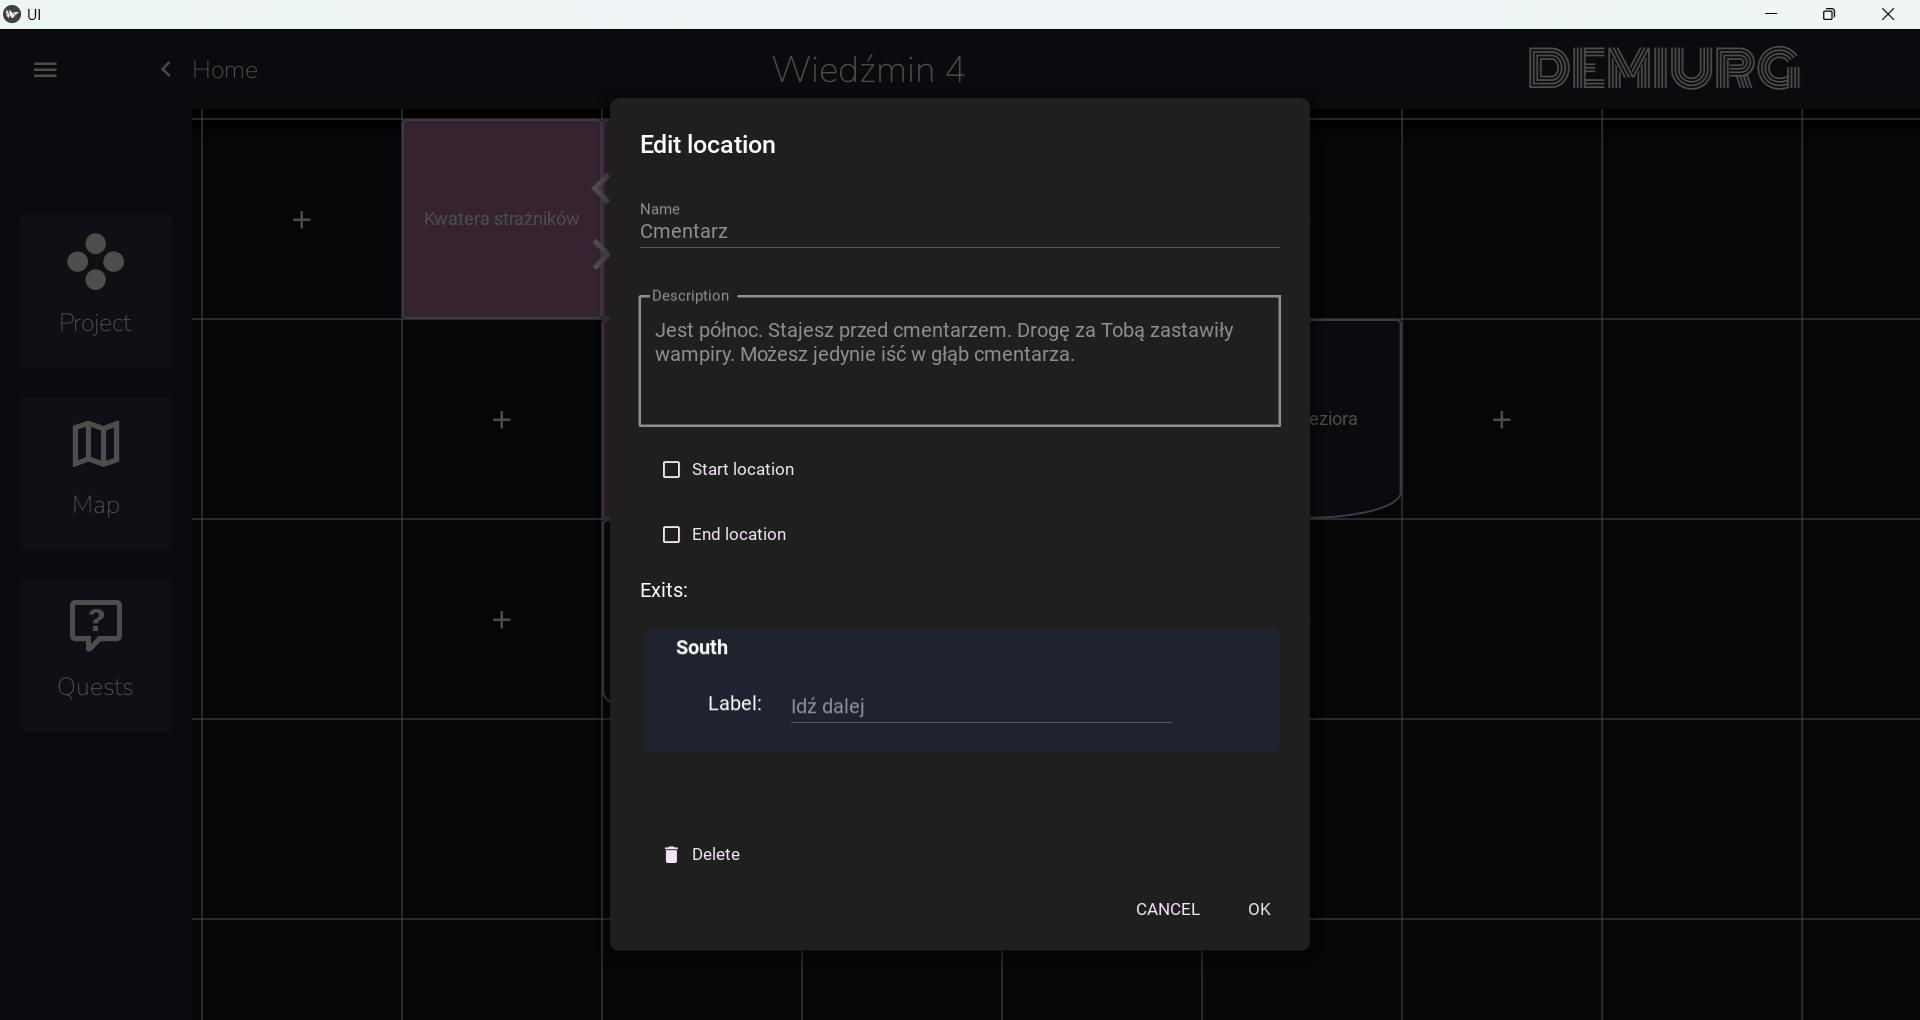 UI
Home
Wiedźmin 4
DEMIURG
Edit location
Name
Cmentarz
Kwatera strażników
Description
Jest północ. Stajesz przed cmentarzem. Drogę za Tobą zastawiły
wampiry. Możesz jedynie iść w głąb cmentarza.
Project
eziora
Start location
Map
End location
Exits:
South
Label: Idź dalej
Quests
Delete
CANCEL OK